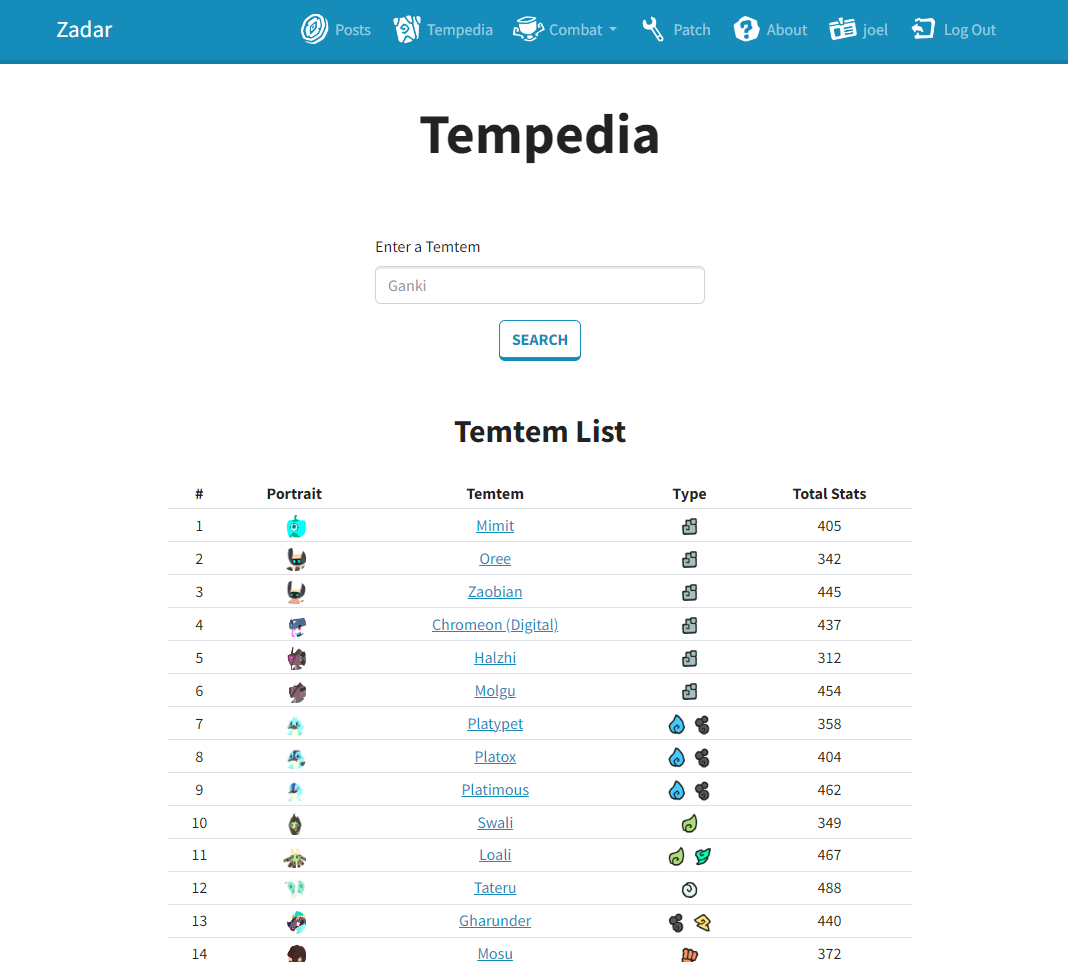 Zadar Posts Tempedia Combat Patch About joel Log Out
Tempedia
Enter a Temtem
Ganki
SEARCH
Temtem List
# Portrait Temtem Type Total Stats
1 Mimit 405
2 Oree 342
3 Zaobian 445
4 Chromeon (Digital) 437
5 Halzhi 312
6 Molgu 454
7 Platypet 358
8 Platox 404
9 Platimous 462
10 Swali 349
11 Loali 467
12 Tateru 488
13 Gharunder 440
14 Mosu 372